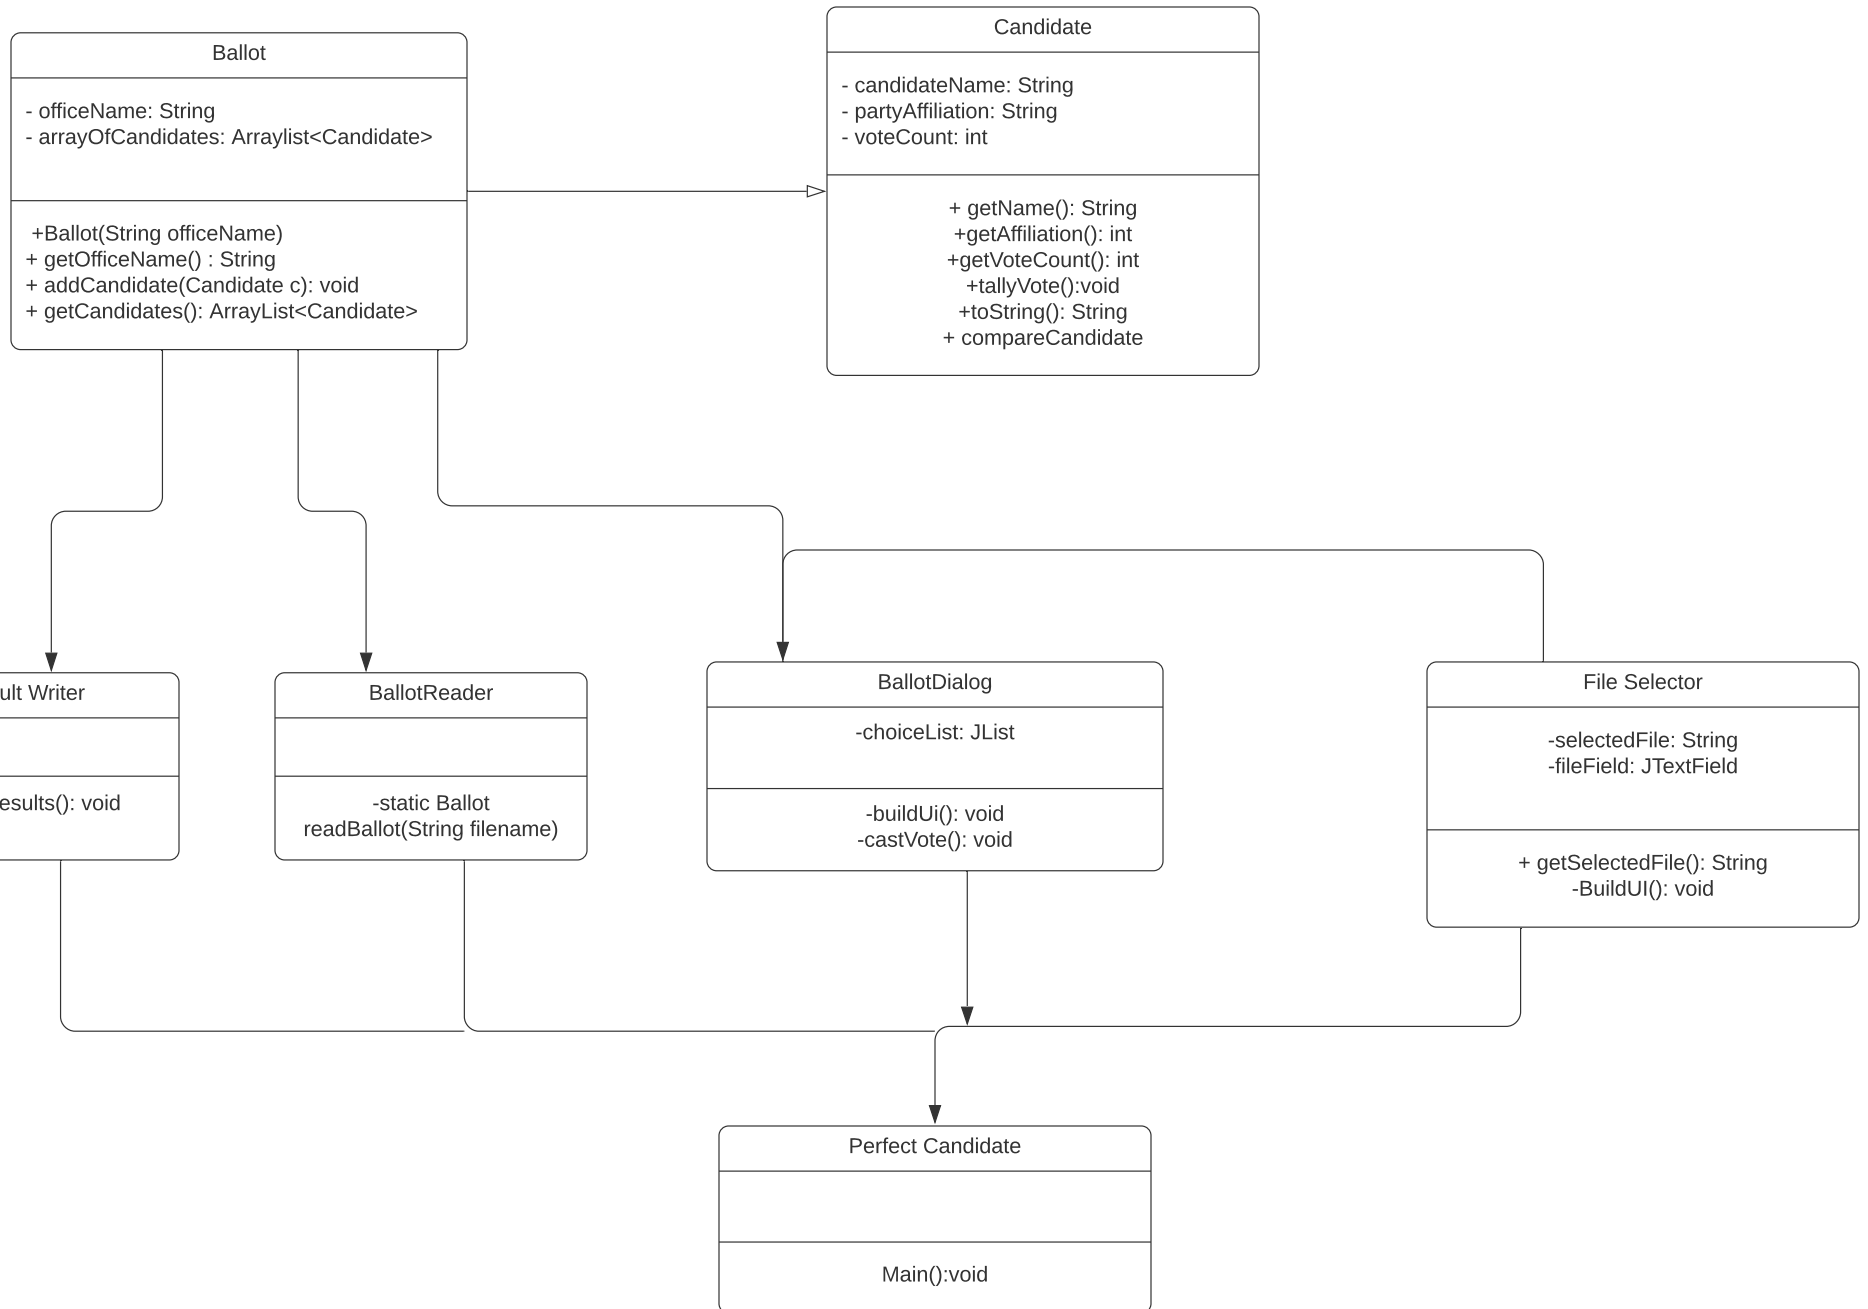 Ballot
- officeName: String
- arrayOfCandidates: Arraylist<Candidate>
+Ballot(String officeName)
+ getOfficeName() : String
+ addCandidate(Candidate c): void
+ getCandidates(): ArrayList<Candidate>
Candidate
- candidateName: String
- partyAffiliation: String
- voteCount: int
+ getName(): String
+getAffiliation(): int
+getVoteCount(): int
+tallyVote():void
+toString(): String
+ compareCandidate
ult Writer
esults(): void
BallotReader
-static Ballot
readBallot(String filename)
BallotDialog
-choiceList: JList
-buildUi(): void
-castVote(): void
File Selector
-selectedFile: String
-fileField: JTextField
+ getSelectedFile(): String
-BuildUI(): void
Perfect Candidate
Main():void